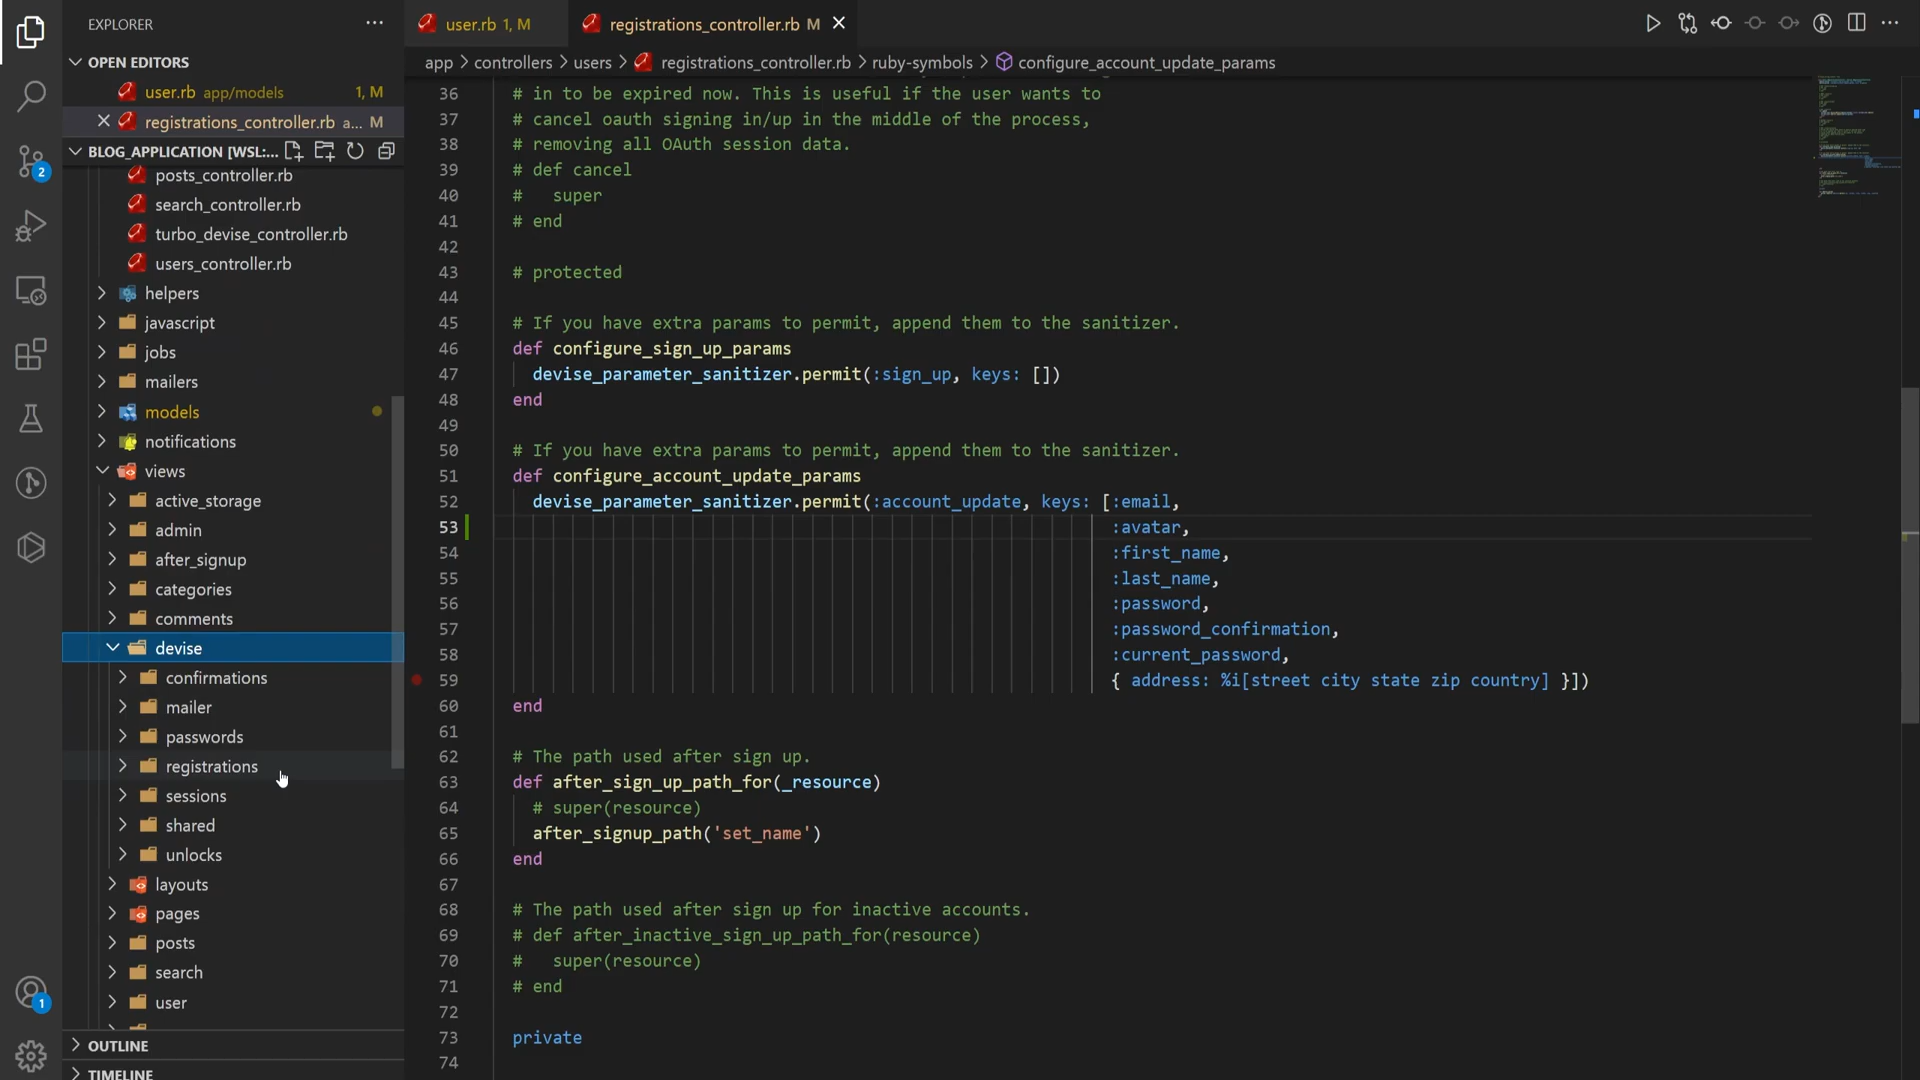 EXPLORER
OPEN EDITORS
user.rb app/models 1, M
registrations_controller.rb a... M
BLOG_APPLICATION [WSL:...
posts_controller.rb
search_controller.rb
turbo_devise_controller.rb
users_controller.rb
helpers
javascript
jobs
mailers
models
notifications
views
active_storage
admin
after_signup
categories
comments
devise
confirmations
mailer
passwords
registrations
sessions
shared
unlocks
layouts
pages
posts
search
user
OUTLINE
TIMELINE
2
1
user.rb 1, M
registrations_controller.rb M
app > controllers > users > registrations_controller.rb > ruby-symbols > configure_account_update_params
36 # in to be expired now. This is useful if the user wants to
37 # cancel oauth signing in/up in the middle of the process,
38 # removing all OAuth session data.
39 # def cancel
40 #   super
41 # end
42
43 # protected
44
45 # If you have extra params to permit, append them to the sanitizer.
46 def configure_sign_up_params
47   devise_parameter_sanitizer.permit(:sign_up, keys: [])
48 end
49
50 # If you have extra params to permit, append them to the sanitizer.
51 def configure_account_update_params
52   devise_parameter_sanitizer.permit(:account_update, keys: [:email,
53 :avatar,
54 :first_name,
55 :last_name,
56 :password,
57 :password_confirmation,
58 :current_password,
59 { address: %i[street city state zip country] }])
60 end
61
62 # The path used after sign up.
63 def after_sign_up_path_for(_resource)
64   # super(resource)
65   after_signup_path('set_name')
66 end
67
68 # The path used after sign up for inactive accounts.
69 # def after_inactive_sign_up_path_for(resource)
70 #   super(resource)
71 # end
72
73 private
74